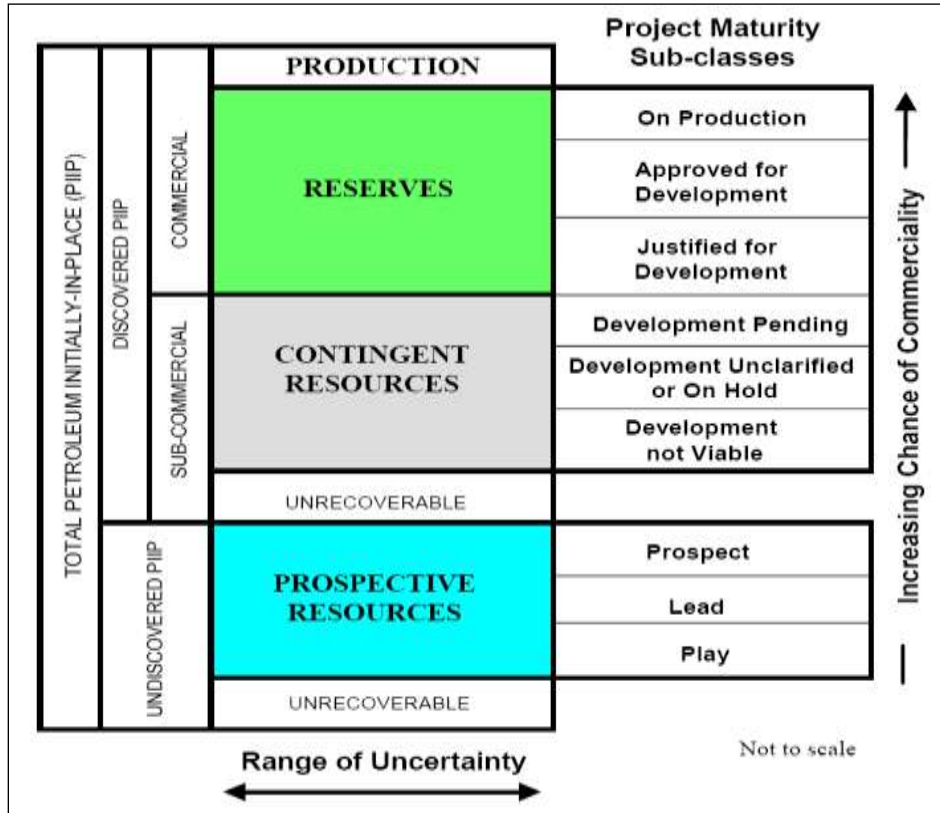 Project Maturity
Sub-classes
TOTAL PETROLEUM INITIALLY-IN-PLACE (PIIP)
DISCOVERED PIIP
UNDISCOVERED PIIP
COMMERCIAL
SUB-COMMERCIAL
PRODUCTION
RESERVES
On Production
Approved for
Development
Justified for
Development
CONTINGENT
RESOURCES
Development Pending
Development Unclarified
or On Hold
Development
not Viable
UNRECOVERABLE
PROSPECTIVE
RESOURCES
Prospect
Lead
Play
UNRECOVERABLE
Increasing Chance of Commerciality
Range of Uncertainty
Not to scale